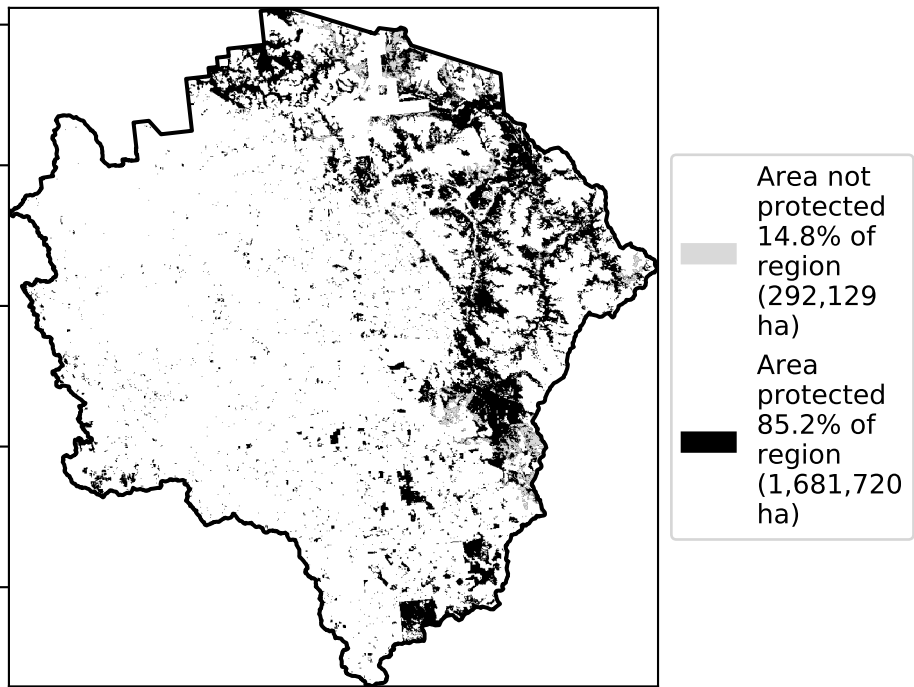 Area not
protected
14.8% of
region
(292,129
ha)
Area
protected
85.2% of
region
(1,681,720
ha)